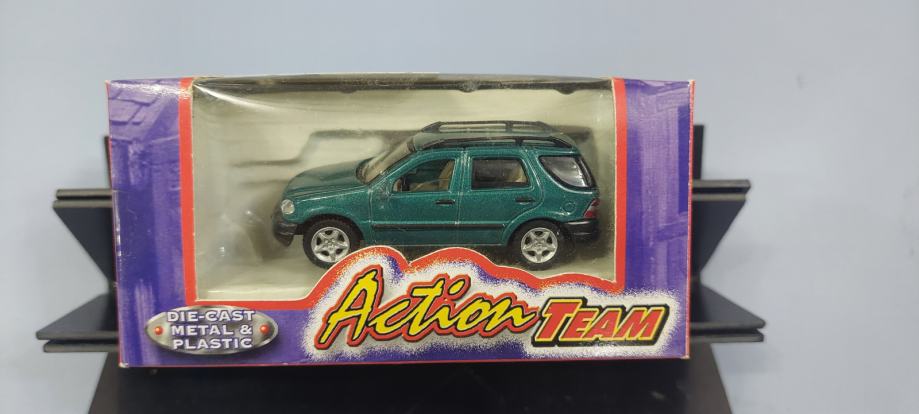 DIE-CAST
METAL &
PLASTIC
Action TEAM